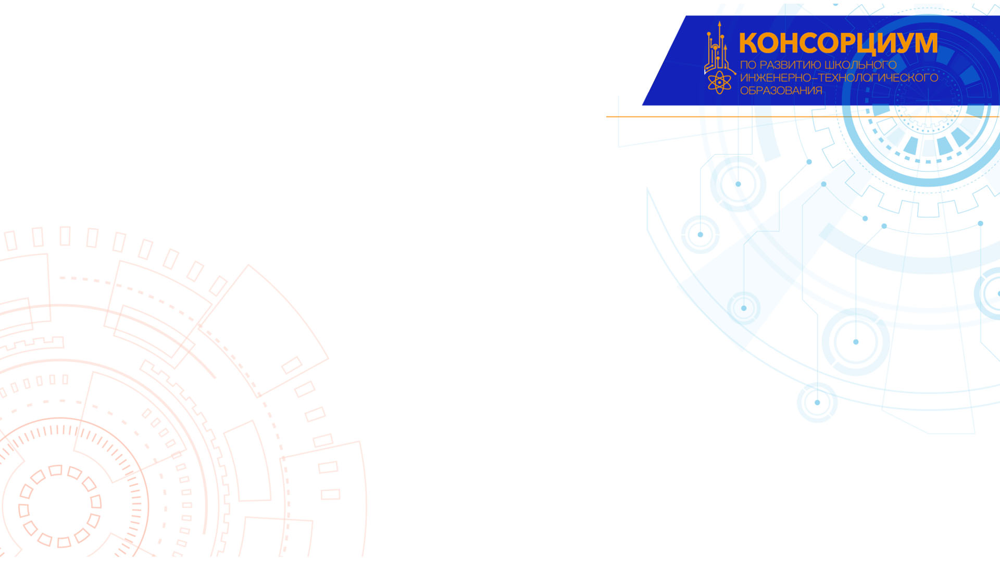 КОНСОРЦИУМ
ПО РАЗВИТИЮ ШКОЛЬНОГО
ИНЖЕНЕРНО-ТЕХНОЛОГИЧЕСКОГО
ОБРАЗОВАНИЯ